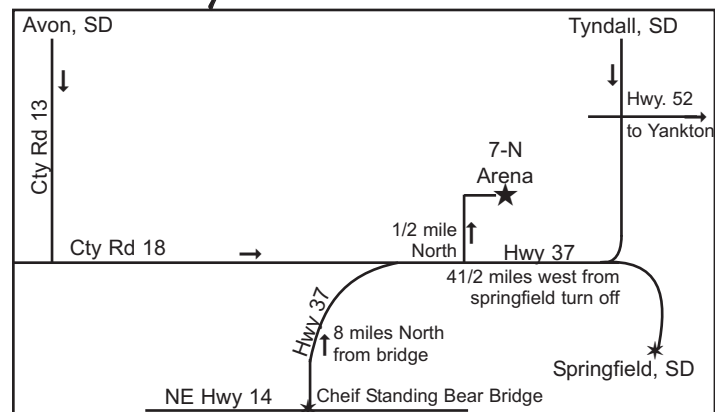 Avon, SD
Tyndall, SD
Cty Rd 13
Hwy. 52
to Yankton
7-N
Arena
1/2 mile
North
Cty Rd 18
Hwy 37
41/2 miles west from
springfield turn off
Hwy 37
8 miles North
from bridge
Springfield, SD
NE Hwy 14
Cheif Standing Bear Bridge